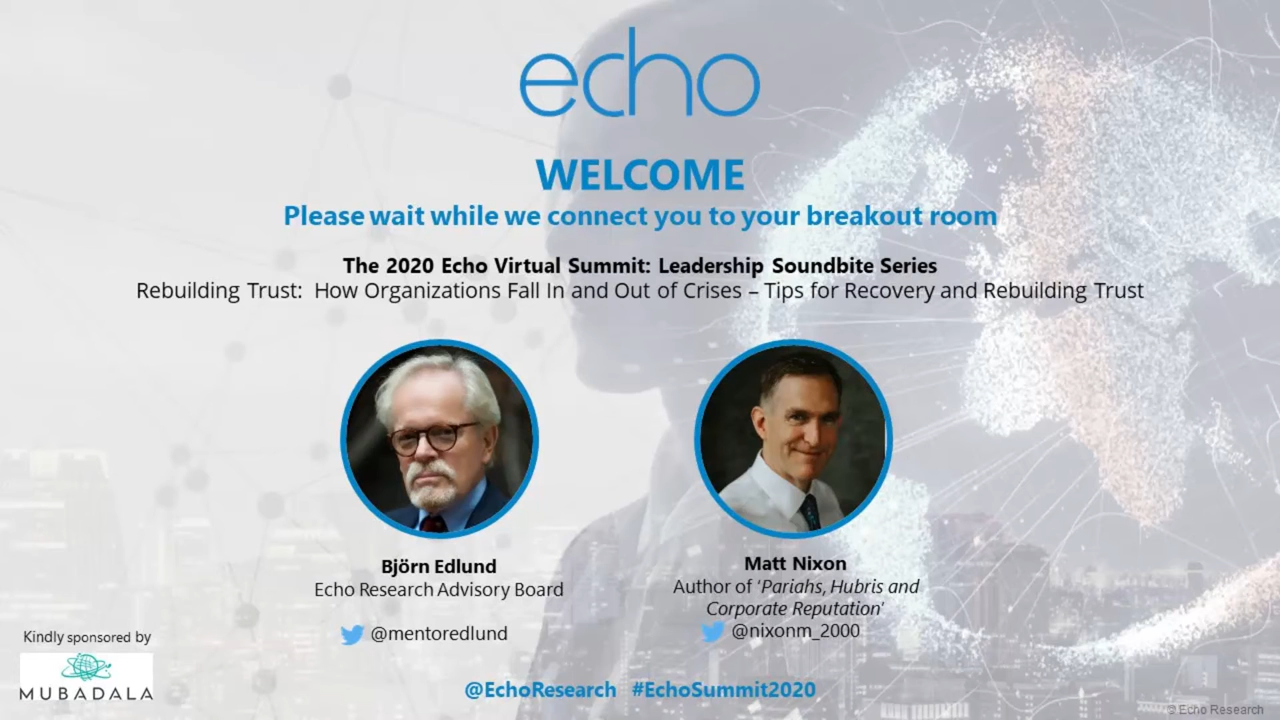 echo
WELCOME
Please wait while we connect you to your breakout room
The 2020 Echo Virtual Summit: Leadership Soundbite Series
Rebuilding Trust: How Organizations Fall In and Out of Crises – Tips for Recovery and Rebuilding Trust
Björn Edlund
Echo Research Advisory Board
@mentoredlund
Matt Nixon
Author of ‘Pariahs, Hubris and
Corporate Reputation’
@nixonm_2000
Kindly sponsored by
MUBADALA
@EchoResearch #EchoSummit2020
© Echo Research